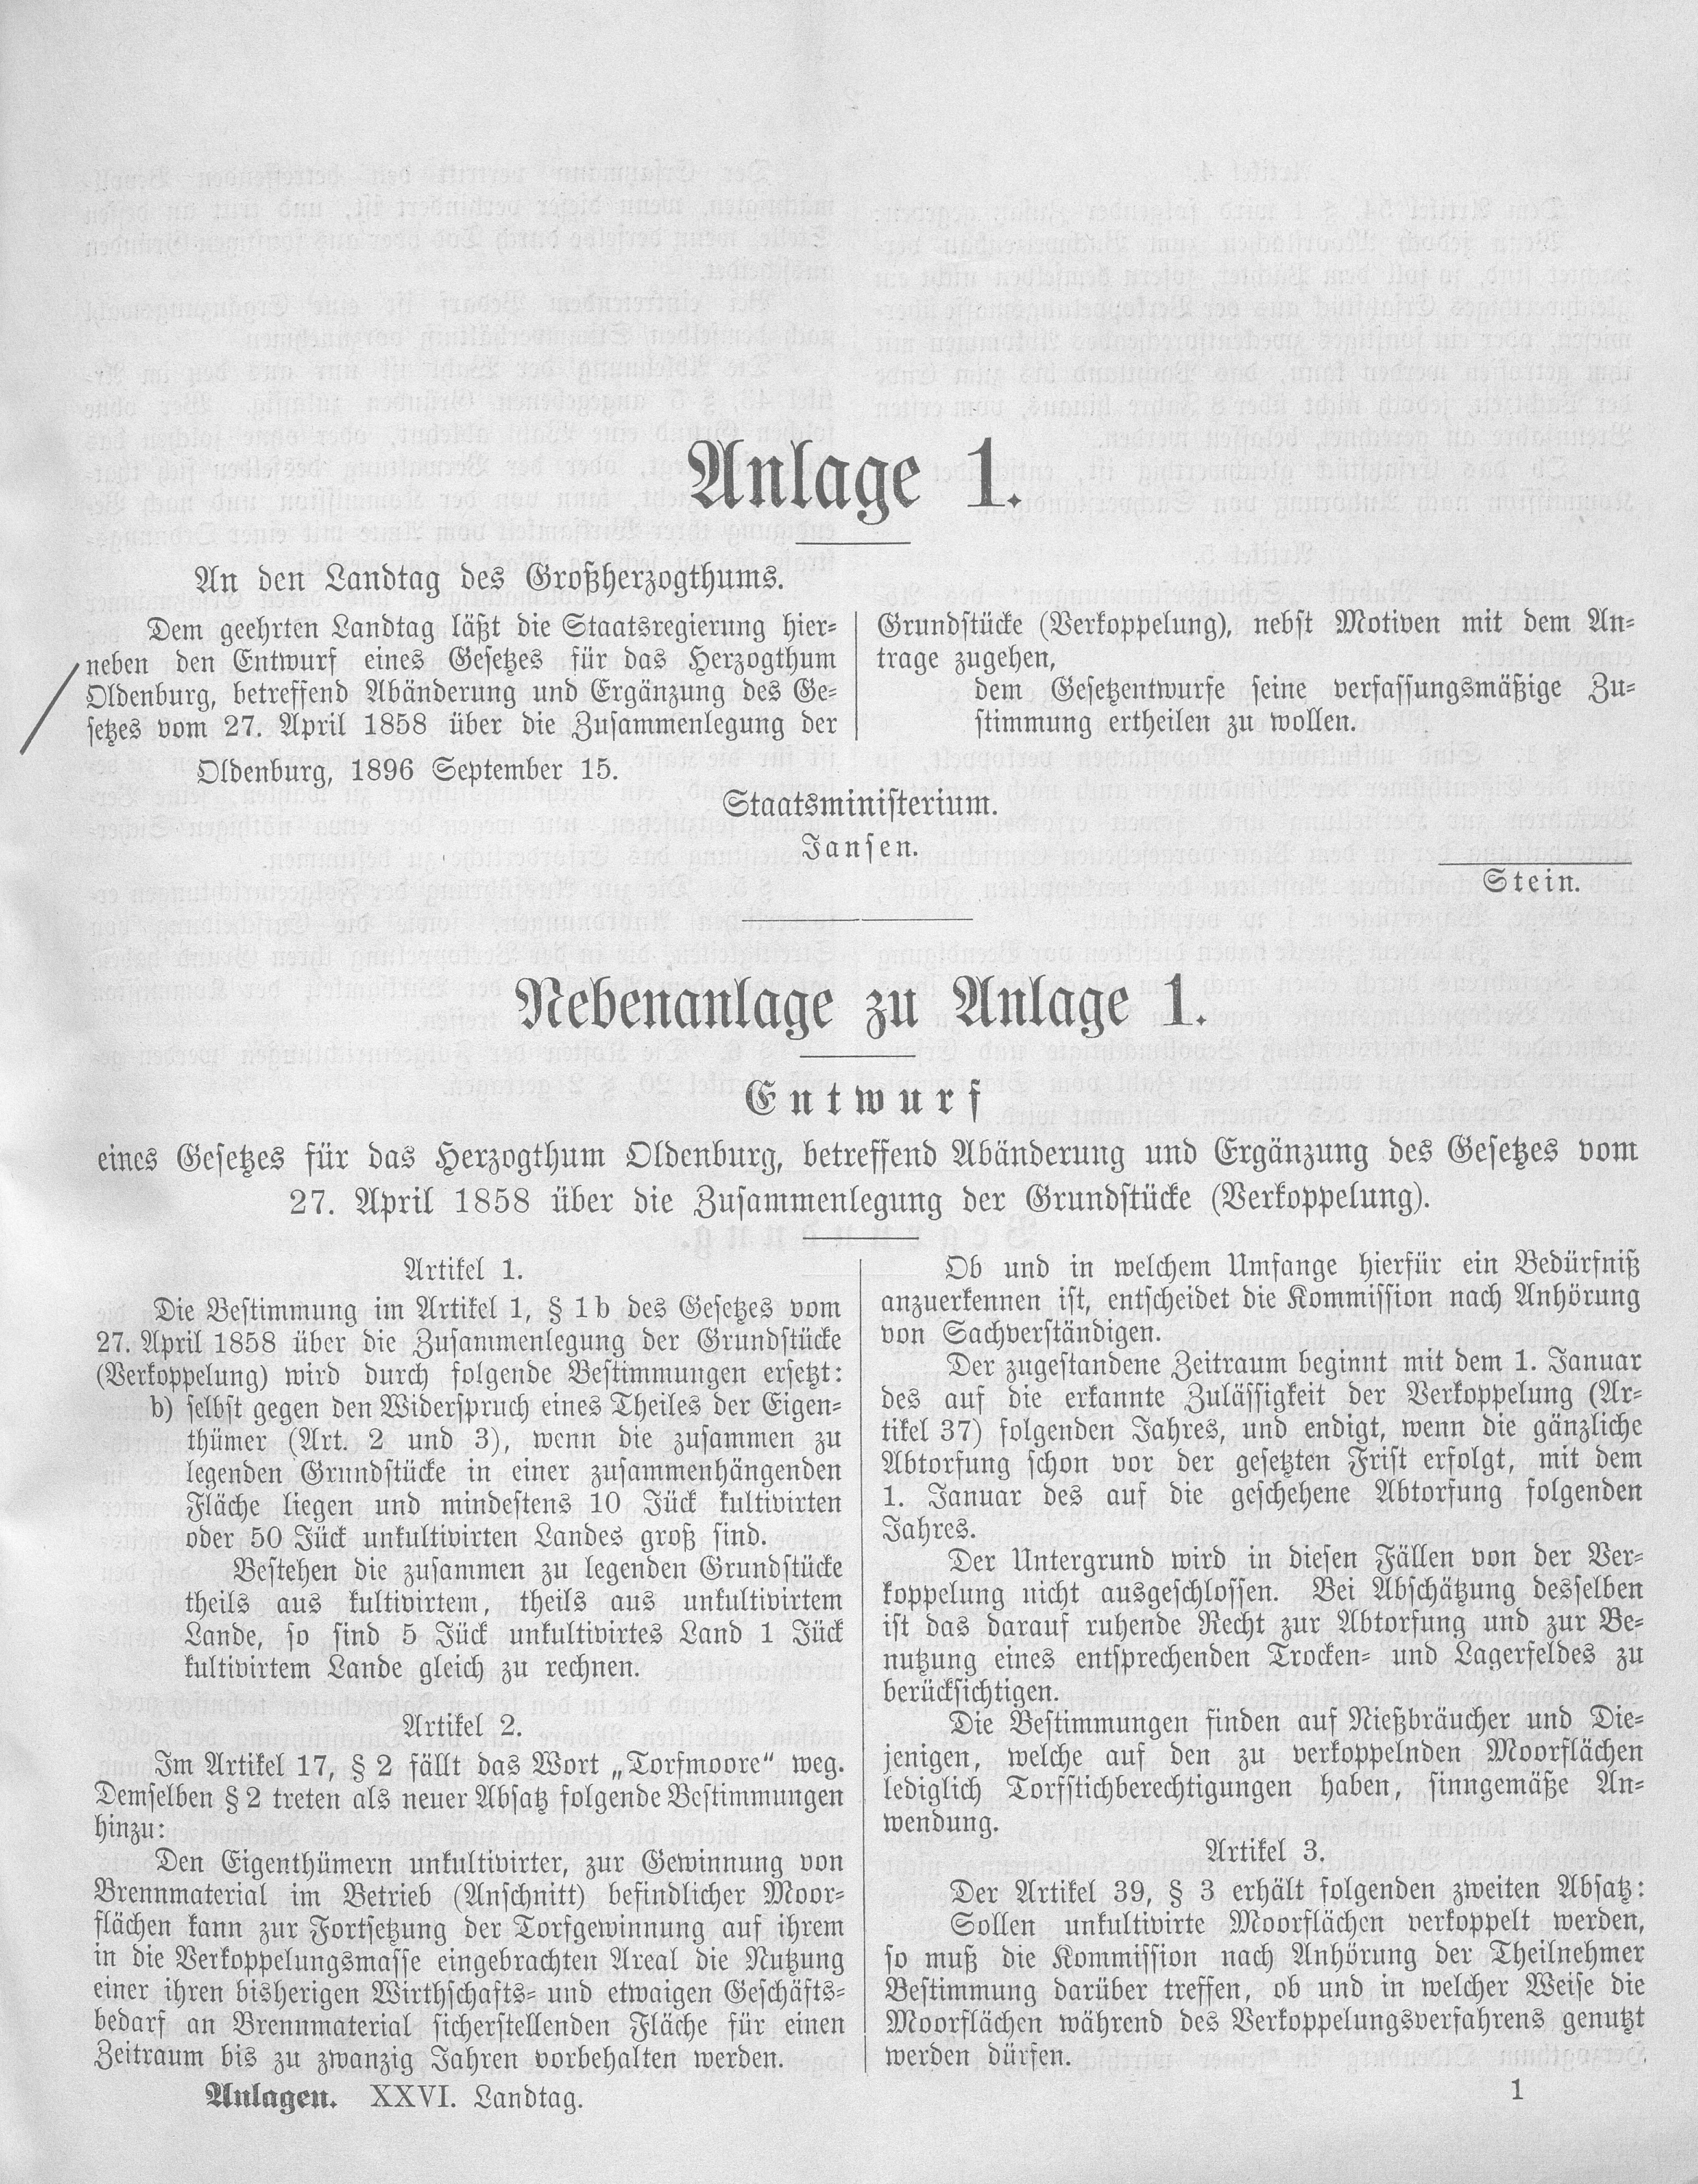 Anlage 1.
An den Landtag des Großherzogthums.
Dem geehrten Landtag läßt die Staatsregierung hier-
neben den Entwurf eines Gesetzes für das Herzogthum
Oldenburg, betreffend Abänderung und Ergänzung des Ge-
setzes vom 27. April 1858 über die Zusammenlegung der
Grundstücke (Verkoppelung), nebst Motiven mit dem An-
trage zugehen,
dem Gesetzentwurfe seine verfassungsmäßige Zu-
stimmung ertheilen zu wollen.
Oldenburg, 1896 September 15.
Staatsministerium.
Jansen.
Stein.
Nebenanlage zu Anlage 1.
Entwurf
eines Gesetzes für das Herzogthum Oldenburg, betreffend Abänderung und Ergänzung des Gesetzes vom
27. April 1858 über die Zusammenlegung der Grundstücke (Verkoppelung).
Artikel 1.
Die Bestimmung im Artikel 1, § 1b des Gesetzes vom
27. April 1858 über die Zusammenlegung der Grundstücke
(Verkoppelung) wird durch folgende Bestimmungen ersetzt:
b) selbst gegen den Widerspruch eines Theiles der Eigen-
thümer (Art. 2 und 3), wenn die zusammen zu
legenden Grundstücke in einer zusammenhängenden
Fläche liegen und mindestens 10 Jück kultivirten
oder 50 Jück unkultivirten Landes groß sind.
Bestehen die zusammen zu legenden Grundstücke
theils aus kultivirtem, theils aus unkultivirtem
Lande, so sind 5 Jück unkultivirtes Land 1 Jück
kultivirtem Lande gleich zu rechnen.
Artikel 2.
Im Artikel 17, § 2 fällt das Wort „Torfmoore“ weg.
Demselben § 2 treten als neuer Absatz folgende Bestimmungen
hinzu:
Den Eigenthümern unkultivirter, zur Gewinnung von
Brennmaterial im Betrieb (Anschnitt) befindlicher Moor-
flächen kann zur Fortsetzung der Torfgewinnung auf ihrem
in die Verkoppelungsmasse eingebrachten Areal die Nutzung
einer ihren bisherigen Wirthschafts- und etwaigen Geschäfts-
bedarf an Brennmaterial sicherstellenden Fläche für einen
Zeitraum bis zu zwanzig Jahren vorbehalten werden.
Ob und in welchem Umfange hierfür ein Bedürfniß
anzuerkennen ist, entscheidet die Kommission nach Anhörung
von Sachverständigen.
Der zugestandene Zeitraum beginnt mit dem 1. Januar
des auf die erkannte Zulässigkeit der Verkoppelung (Ar-
tikel 37) folgenden Jahres, und endigt, wenn die gänzliche
Abtorfung schon vor der gesetzten Frist erfolgt, mit dem
1. Januar des auf die geschehene Abtorfung folgenden
Jahres.
Der Untergrund wird in diesen Fällen von der Ver-
koppelung nicht ausgeschlossen. Bei Abschätzung desselben
ist das darauf ruhende Recht zur Abtorfung und zur Be-
nutzung eines entsprechenden Trocken- und Lagerfeldes zu
berücksichtigen.
Die Bestimmungen finden auf Nießbräucher und Die-
jenigen, welche auf den zu verkoppelnden Moorflächen
lediglich Torfstichberechtigungen haben, sinngemäße An-
wendung.
Artikel 3.
Der Artikel 39, § 3 erhält folgenden zweiten Absatz:
Sollen unkultivirte Moorflächen verkoppelt werden,
so muß die Kommission nach Anhörung der Theilnehmer
Bestimmung darüber treffen, ob und in welcher Weise die
Moorflächen während des Verkoppelungsverfahrens genutzt
werden dürfen.
Anlagen. XXVI. Landtag.
1